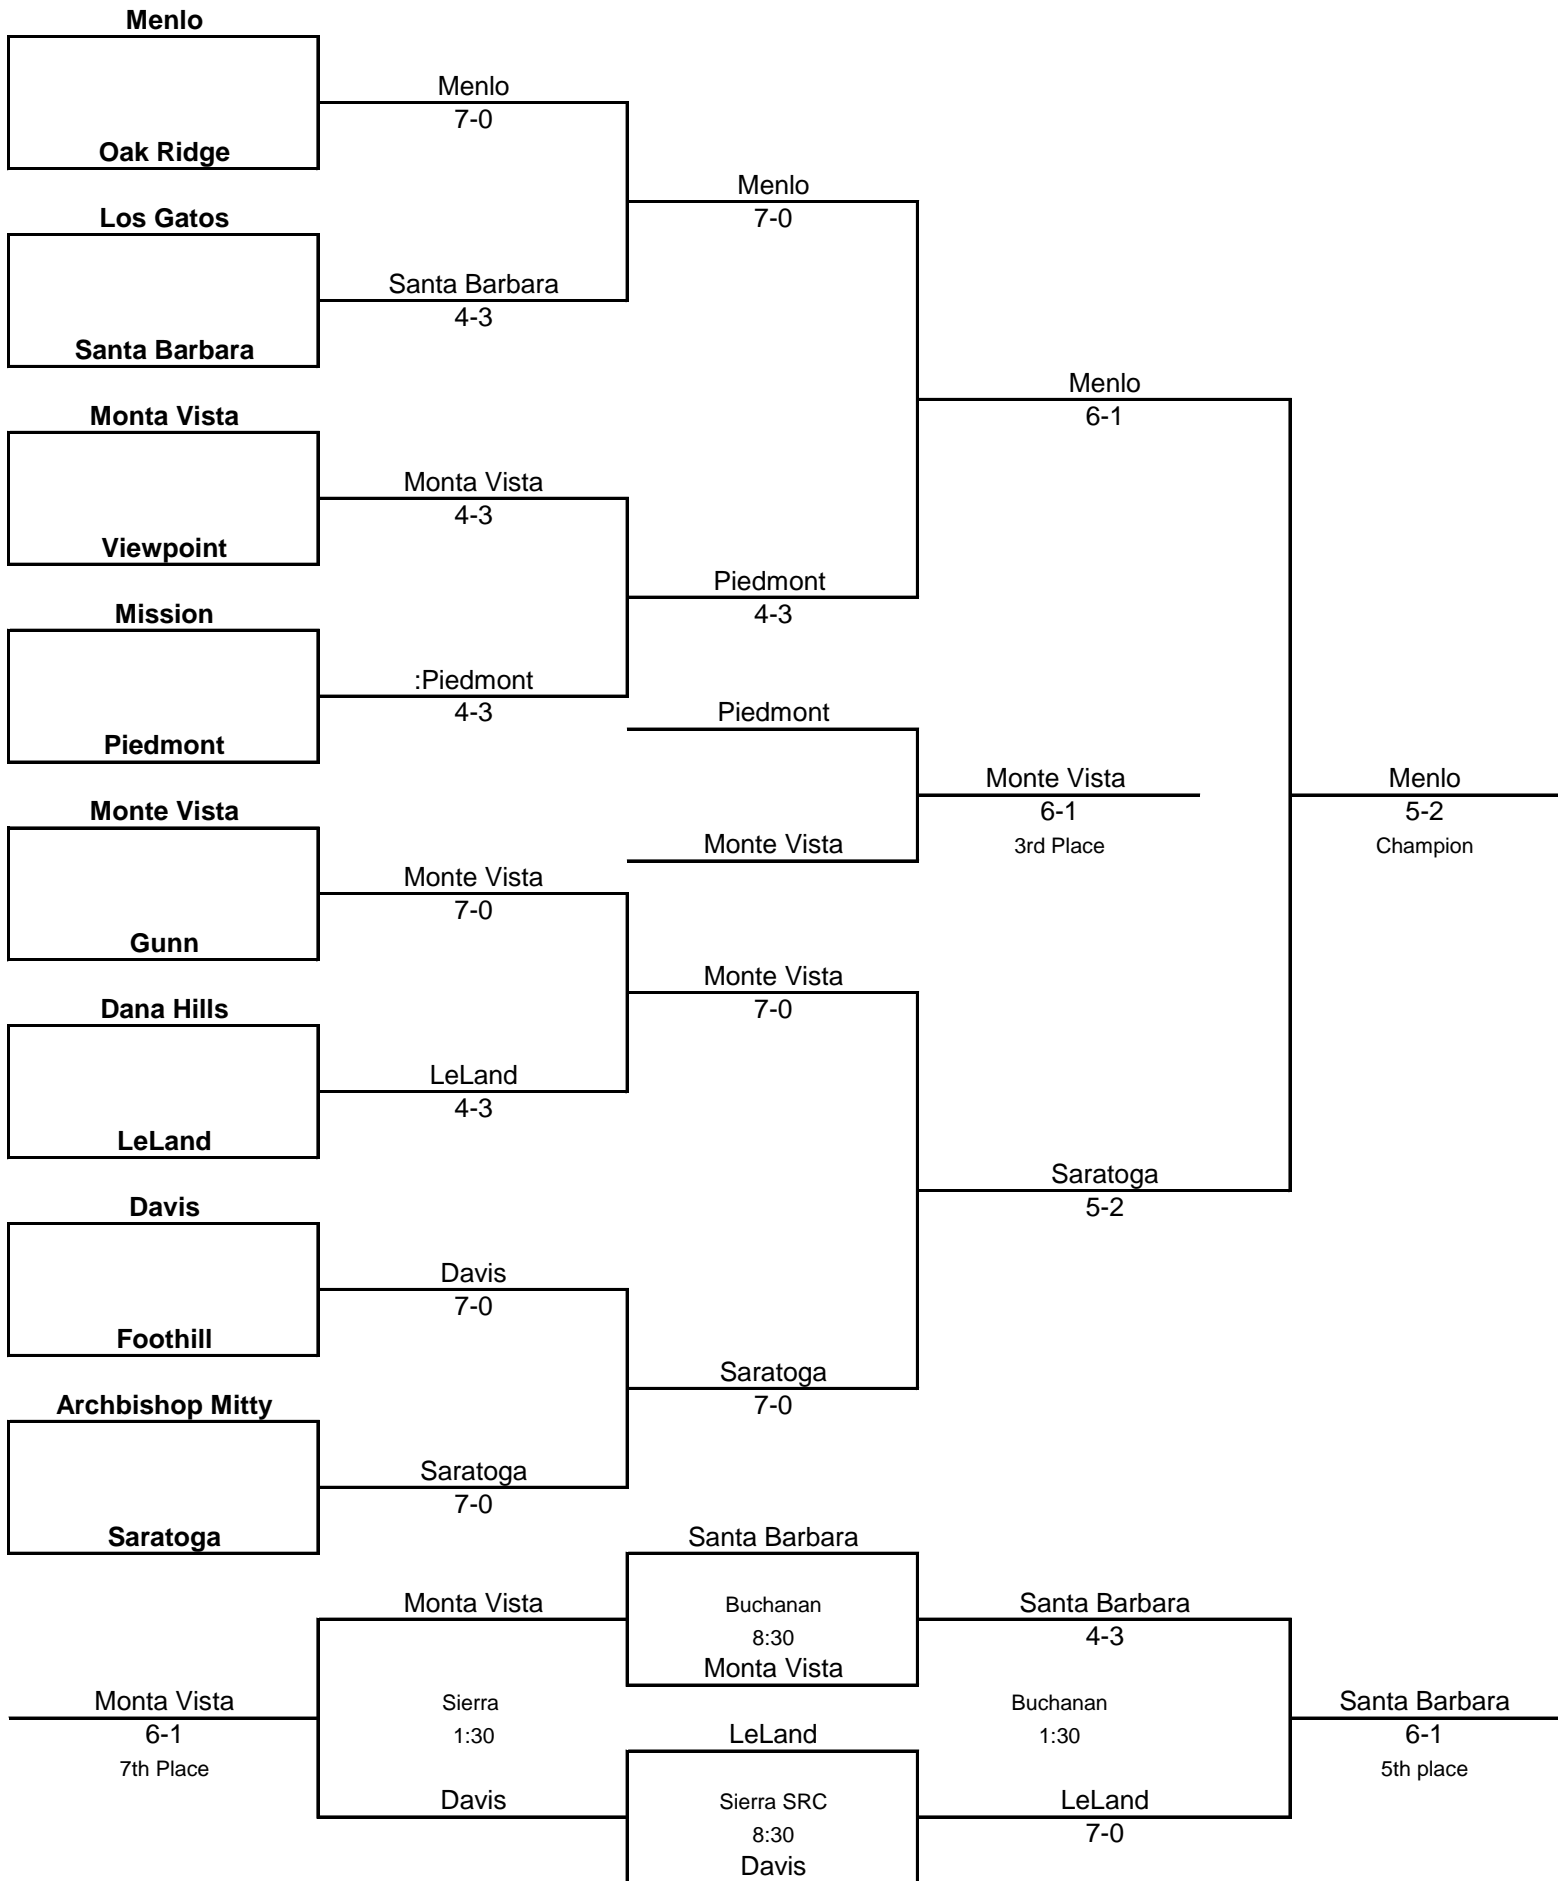 Menlo
Menlo
7-0
Oak Ridge
Menlo
7-0
Los Gatos
Santa Barbara
4-3
Santa Barbara
Menlo
6-1
Monta Vista
Monta Vista
4-3
Viewpoint
Piedmont
4-3
Mission
:Piedmont
4-3
Piedmont
Piedmont
Monte Vista
6-1
3rd Place
Menlo
5-2
Champion
Monte Vista
Monte Vista
Monte Vista
7-0
Gunn
Monte Vista
7-0
Dana Hills
LeLand
4-3
LeLand
Saratoga
5-2
Davis
Davis
7-0
Foothill
Saratoga
7-0
Archbishop Mitty
Saratoga
7-0
Saratoga
Santa Barbara
Monta Vista
Buchanan
8:30
Santa Barbara
4-3
Monta Vista
Monta Vista
6-1
7th Place
Sierra
1:30
LeLand
Buchanan
1:30
Santa Barbara
6-1
5th place
Davis
Sierra SRC
8:30
LeLand
7-0
Davis